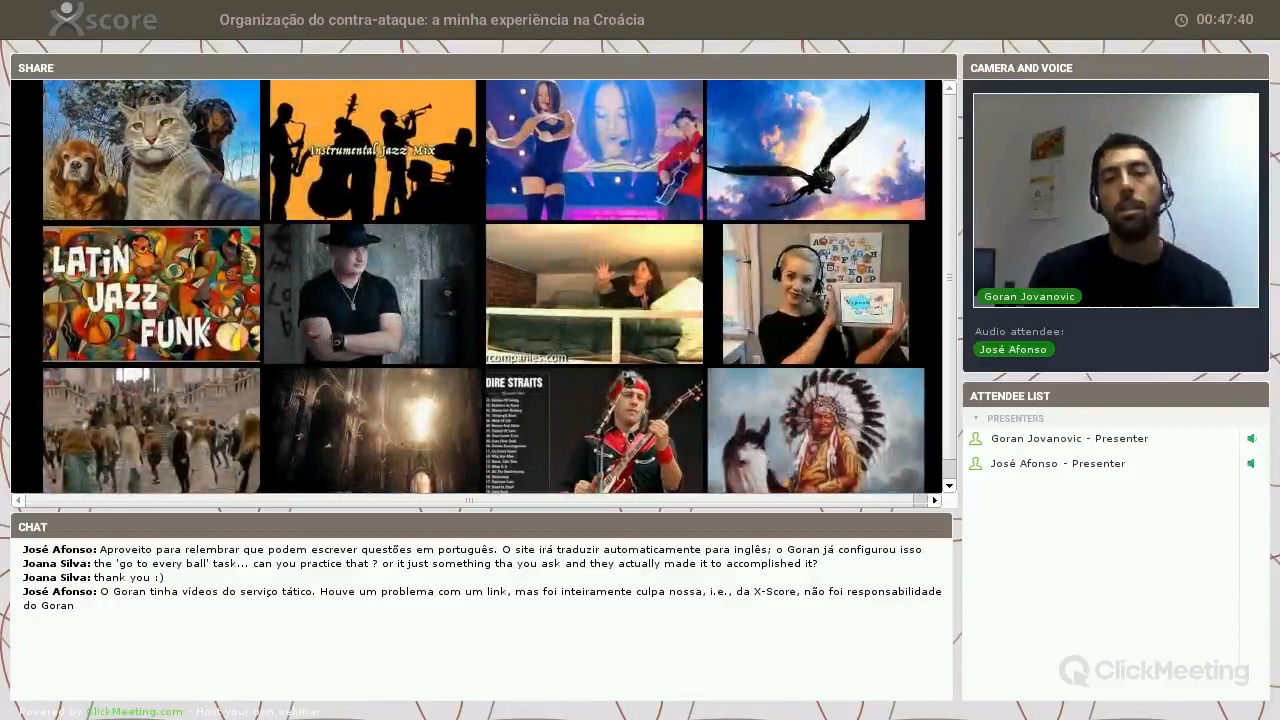 score
Organização do contra-ataque: a minha experiência na Croácia
00:47:40
SHARE
CAMERA AND VOICE
Instrumental Jazz Mix
LATIN
JAZZ
FUNK
companies.com
DIRE STRAITS
Goran Jovanovic
Audio attendee:
José Afonso
ATTENDEE LIST
PRESENTERS
Goran Jovanovic - Presenter
José Afonso - Presenter
CHAT
José Afonso: Aproveito para relembrar que podem escrever questões em português. O site irá traduzir automaticamente para inglês; o Goran já configurou isso
Joana Silva: the 'go to every ball' task... can you practice that ? or it just something tha you ask and they actually made it to accomplished it?
Joana Silva: thank you :)
José Afonso: O Goran tinha vídeos do serviço tático. Houve um problema com um link, mas foi inteiramente culpa nossa, i.e., da X-Score, não foi responsabilidade
do Goran
ClickMeeting
Powered by ClickMeeting.com - Host your own webinar